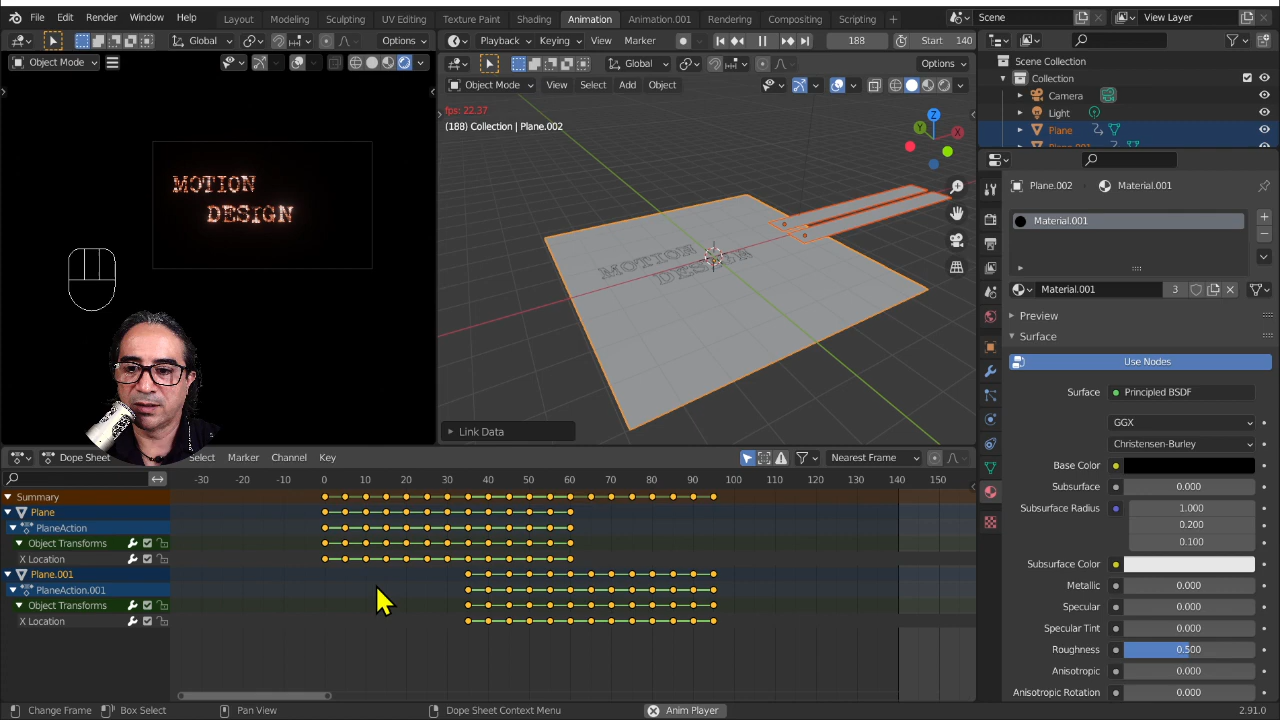 File Edit Render Window Help Layout Modeling Sculpting UV Editing Texture Paint Shading Animation Animation.001 Rendering Compositing Scripting + Scene View Layer
Global Options Playback Keying View Marker 188 Start 140
Object Mode Global Options Scene Collection
Object Mode View Select Add Object Collection
Camera
fps: 22.37 Light
(188) Collection | Plane.002 Z Y X Plane
MOTION
DESIGN
MOTION
DESIGN
Plane.002 Material.001
Material.001
Material.001 3
Preview
Surface
Use Nodes
Surface Principled BSDF
GGX
Christensen-Burley
Link Data
Base Color
Dope Sheet Select Marker Channel Key Nearest Frame
-30 -20 -10 0 10 20 30 40 50 60 70 80 90 100 110 120 130 140 150
Subsurface 0.000
Summary
Subsurface Radius 1.000
Plane
0.200
PlaneAction
0.100
Object Transforms
X Location
Subsurface Color
Plane.001
Metallic 0.000
PlaneAction.001
Object Transforms
Specular 0.000
X Location
Specular Tint 0.000
Roughness 0.500
Anisotropic 0.000
Anisotropic Rotation 0.000
Change Frame Box Select Pan View Dope Sheet Context Menu Anim Player 2.91.0